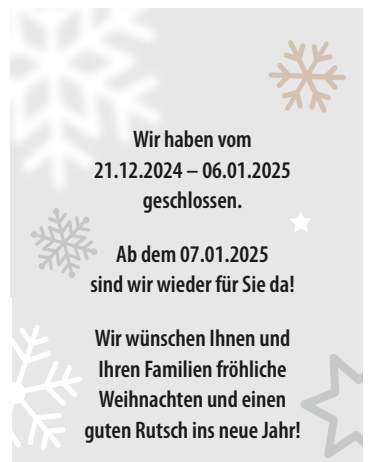 Wir haben vom
21.12.2024 – 06.01.2025
geschlossen.
Ab dem 07.01.2025
sind wir wieder für Sie da!
Wir wünschen Ihnen und
Ihren Familien fröhliche
Weihnachten und einen
guten Rutsch ins neue Jahr!